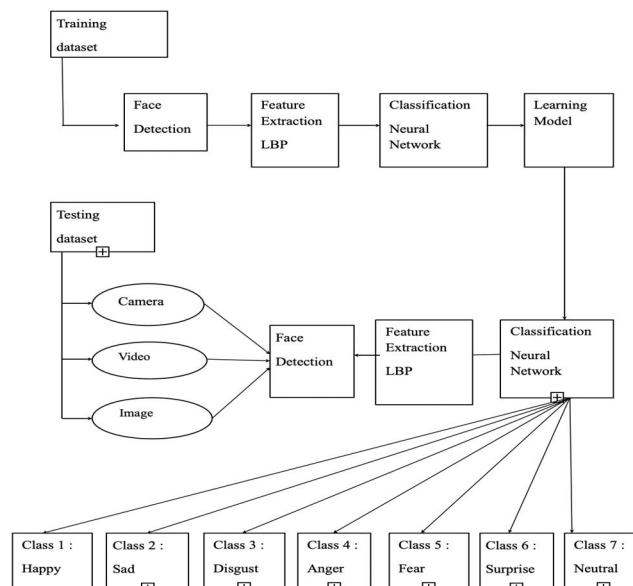 Training
dataset
Face
Detection
Feature
Extraction
LBP
Classification
Neural
Network
Learning
Model
Testing
dataset
Camera
Video
Image
Face
Detection
Feature
Extraction
LBP
Classification
Neural
Network
Class 1 :
Happy
Class 2 :
Sad
Class 3 :
Disgust
Class 4 :
Anger
Class 5 :
Fear
Class 6 :
Surprise
Class 7 :
Neutral